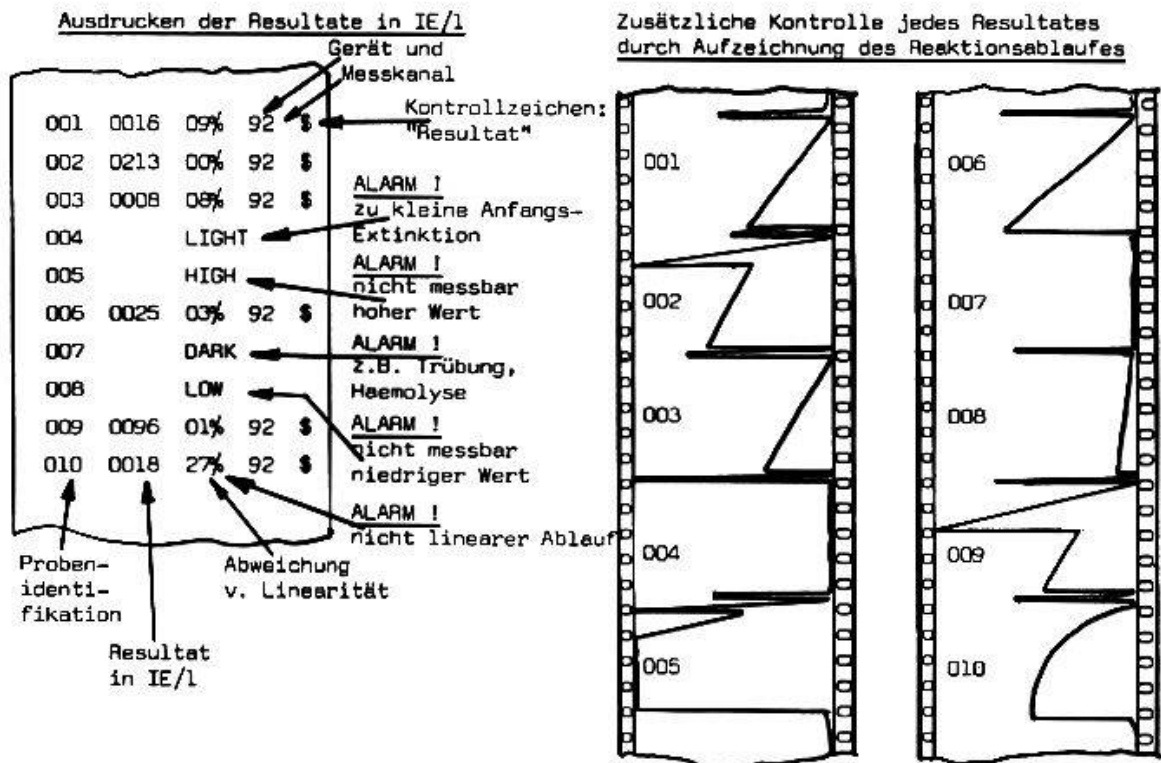 Ausdrucken der Resultate in IE/l
Gerät und
Messkanal
Kontrollzeichen:
"Resultat"
001 0016 09% 92 $
002 0213 00% 92 $
003 0008 08% 92 $
004 LIGHT
005 HIGH
006 0025 03% 92 $
007 DARK
008 LOW
009 0096 01% 92 $
010 0018 27% 92 $
ALARM !
zu kleine Anfangs-
Extinktion
ALARM !
nicht messbar
hoher Wert
ALARM !
z.B. Trübung,
Haemolyse
ALARM !
nicht messbar
niedriger Wert
ALARM !
nicht linearer Ablauf
Proben-
identi-
fikation
Resultat
in IE/l
Abweichung
v. Linearität
Zusätzliche Kontrolle jedes Resultates
durch Aufzeichnung des Reaktionsablaufes
001
002
003
004
005
006
007
008
009
010